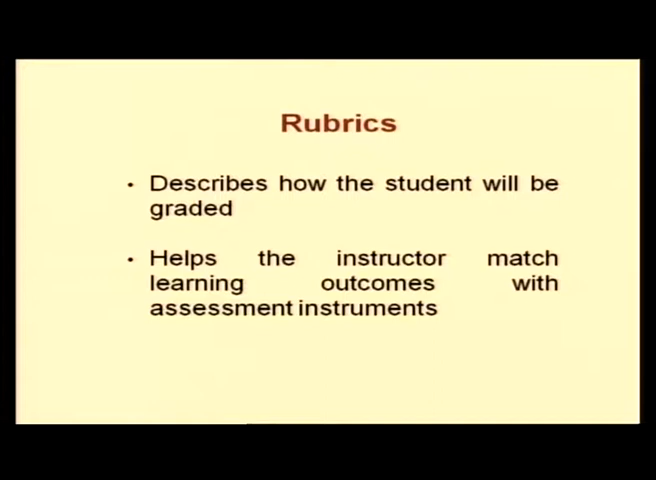 Rubrics
• Describes how the student will be
graded
• Helps the instructor match
learning outcomes with
assessment instruments